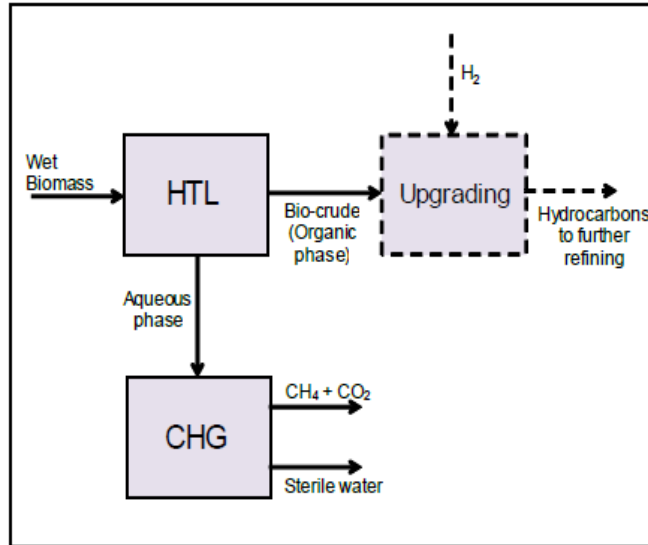 H₂
Wet
Biomass
HTL
Bio-crude
(Organic
phase)
Upgrading
Hydrocarbons
to further
refining
Aqueous
phase
CHG
CH₄ + CO₂
Sterile water